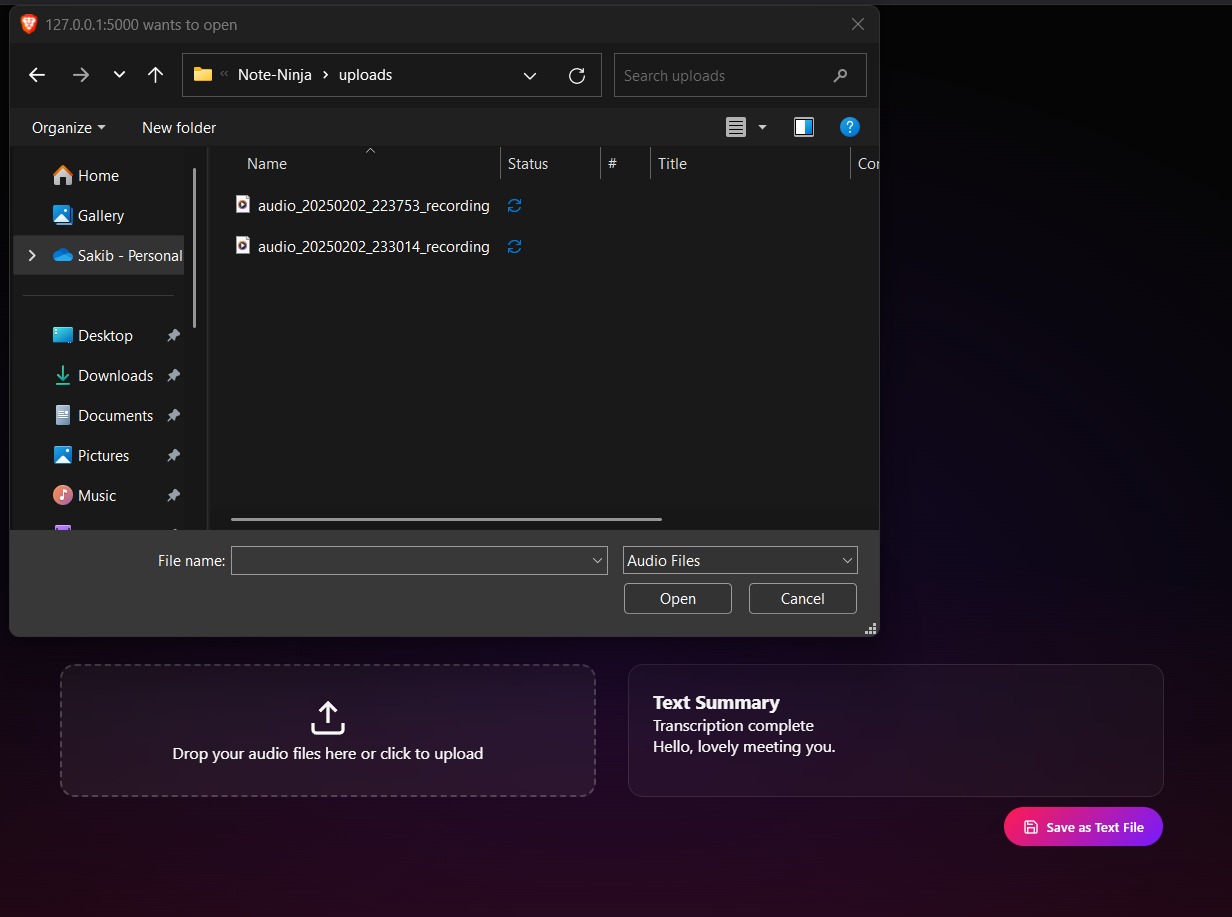 127.0.0.1:5000 wants to open
« Note-Ninja › uploads
Search uploads
Organize
New folder
?
Name
Status
#
Title
Cor
Home
Gallery
Sakib - Personal
Desktop
Downloads
Documents
Pictures
Music
audio_20250202_223753_recording
audio_20250202_233014_recording
File name:
Audio Files
Open
Cancel
Drop your audio files here or click to upload
Text Summary
Transcription complete
Hello, lovely meeting you.
Save as Text File